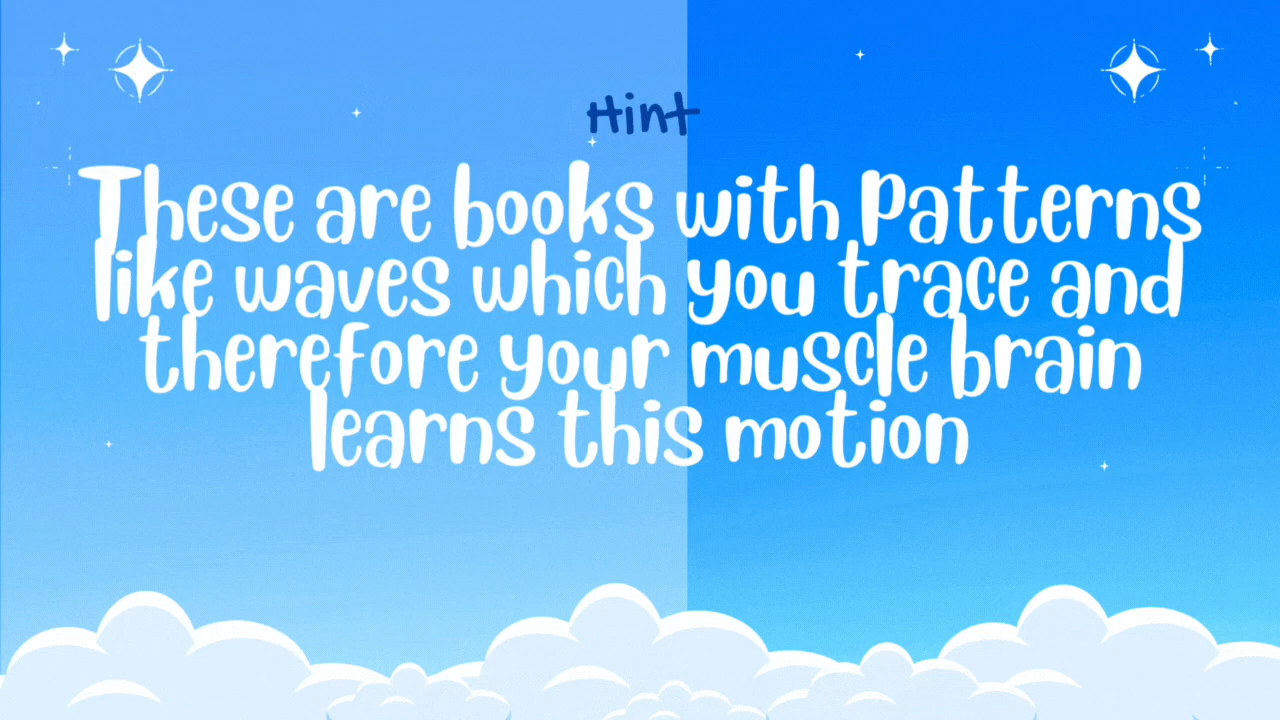 Hint
These are books with Patterns
like waves which you trace and
therefore your muscle brain
learns this motion